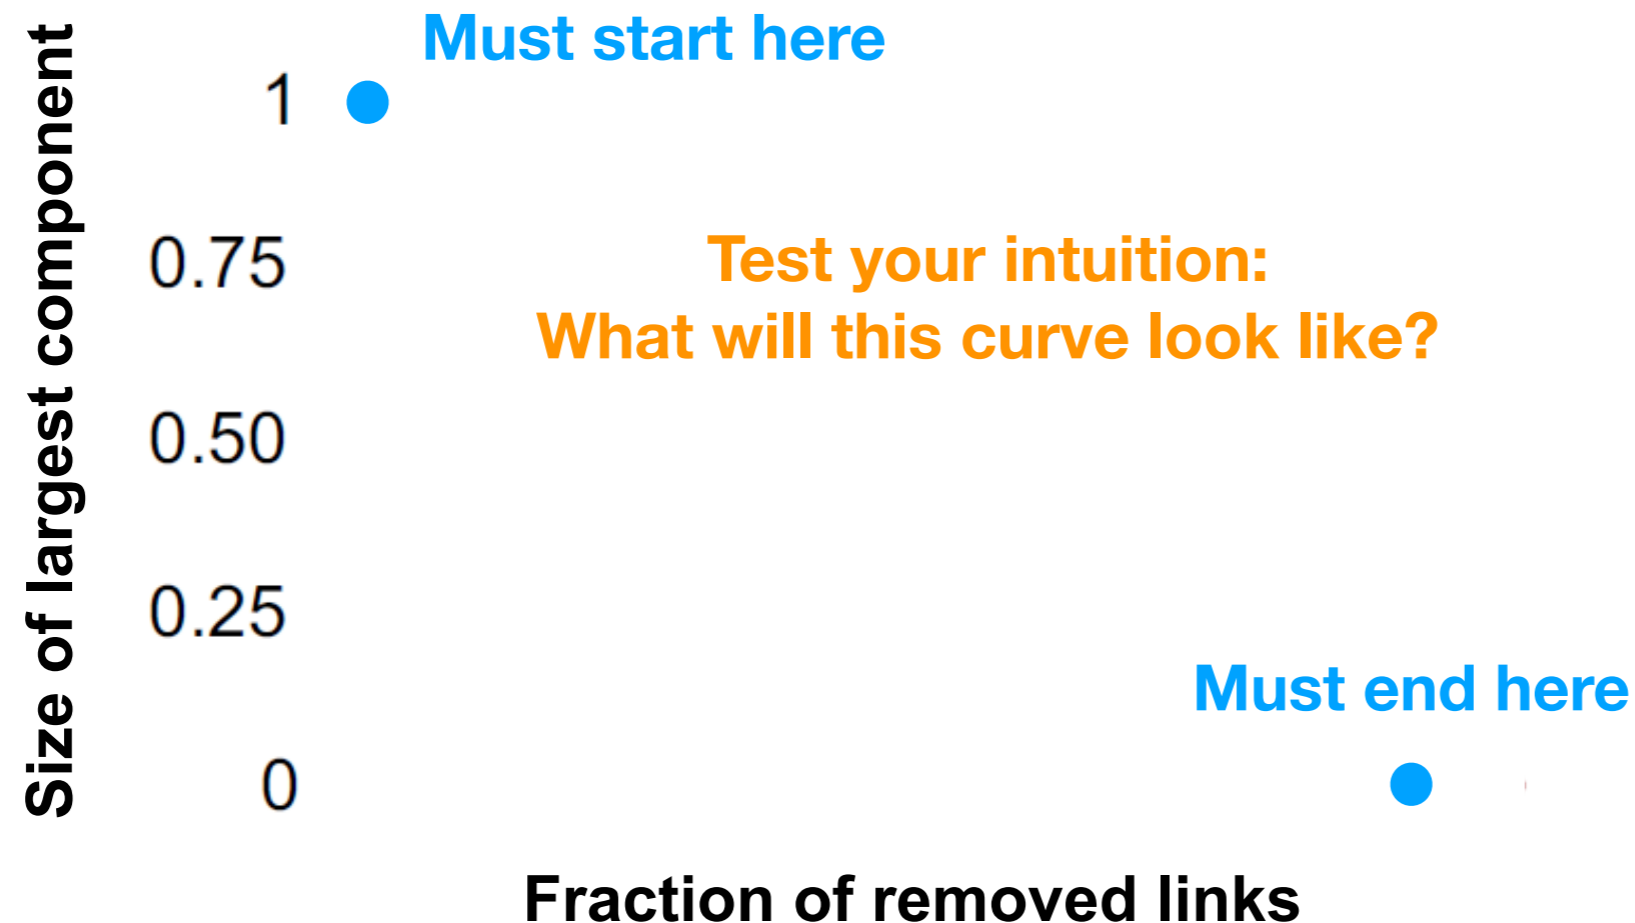 Must start here
Size of largest component
1
0.75
Test your intuition:
What will this curve look like?
0.50
0.25
Must end here
0
Fraction of removed links